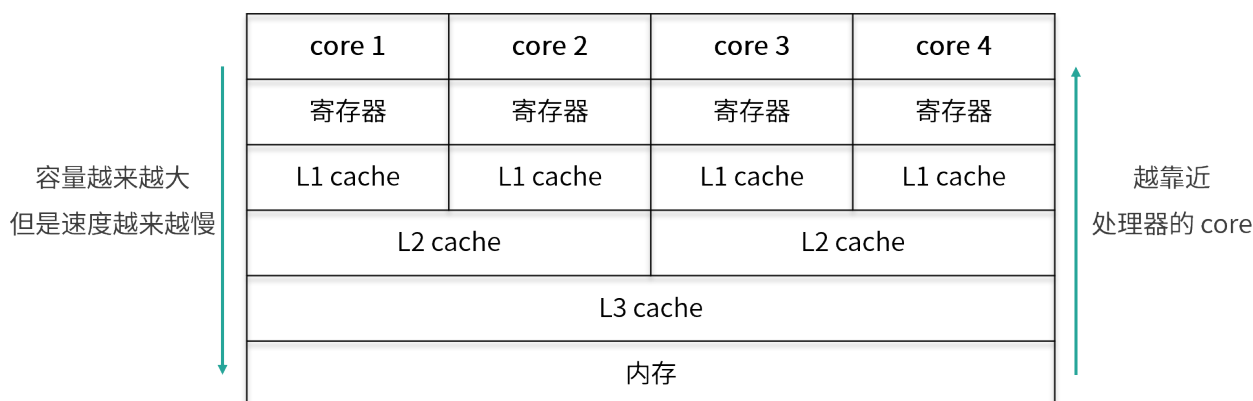 core 1 core 2 core 3 core 4
寄存器 寄存器 寄存器 寄存器
L1 cache L1 cache L1 cache L1 cache
L2 cache L2 cache
L3 cache
内存
容量越来越大
但是速度越来越慢
越靠近
处理器的 core